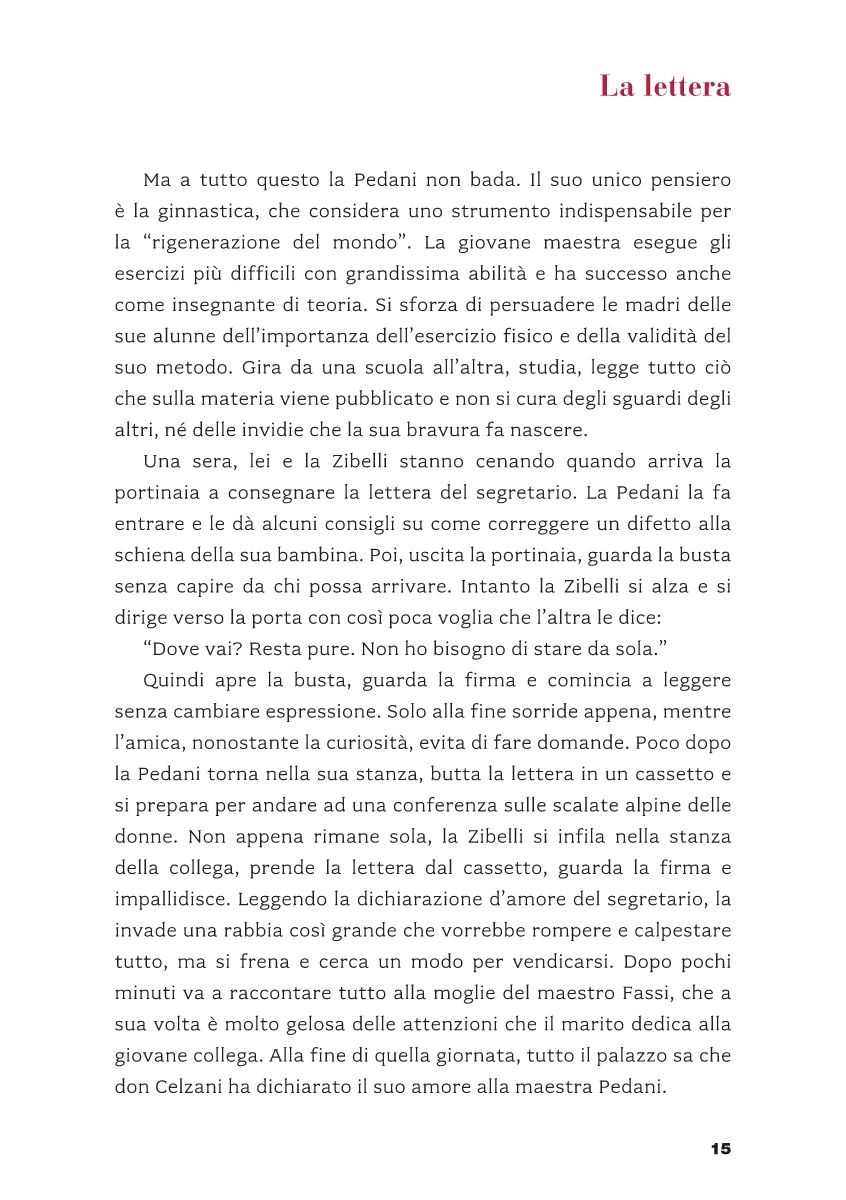 La lettera
Ma a tutto questo la Pedani non bada. Il suo unico pensiero
è la ginnastica, che considera uno strumento indispensabile per
la “rigenerazione del mondo”. La giovane maestra esegue gli
esercizi più difficili con grandissima abilità e ha successo anche
come insegnante di teoria. Si sforza di persuadere le madri delle
sue alunne dell’importanza dell’esercizio fisico e della validità del
suo metodo. Gira da una scuola all’altra, studia, legge tutto ciò
che sulla materia viene pubblicato e non si cura degli sguardi degli
altri, né delle invidie che la sua bravura fa nascere.
Una sera, lei e la Zibelli stanno cenando quando arriva la
portinaia a consegnare la lettera del segretario. La Pedani la fa
entrare e le dà alcuni consigli su come correggere un difetto alla
schiena della sua bambina. Poi, uscita la portinaia, guarda la busta
senza capire da chi possa arrivare. Intanto la Zibelli si alza e si
dirige verso la porta con così poca voglia che l’altra le dice:
“Dove vai? Resta pure. Non ho bisogno di stare da sola.”
Quindi apre la busta, guarda la firma e comincia a leggere
senza cambiare espressione. Solo alla fine sorride appena, mentre
l’amica, nonostante la curiosità, evita di fare domande. Poco dopo
la Pedani torna nella sua stanza, butta la lettera in un cassetto e
si prepara per andare ad una conferenza sulle scalate alpine delle
donne. Non appena rimane sola, la Zibelli si infila nella stanza
della collega, prende la lettera dal cassetto, guarda la firma e
impallidisce. Leggendo la dichiarazione d’amore del segretario, la
invade una rabbia così grande che vorrebbe rompere e calpestare
tutto, ma si frena e cerca un modo per vendicarsi. Dopo pochi
minuti va a raccontare tutto alla moglie del maestro Fassi, che a
sua volta è molto gelosa delle attenzioni che il marito dedica alla
giovane collega. Alla fine di quella giornata, tutto il palazzo sa che
don Celzani ha dichiarato il suo amore alla maestra Pedani.
15